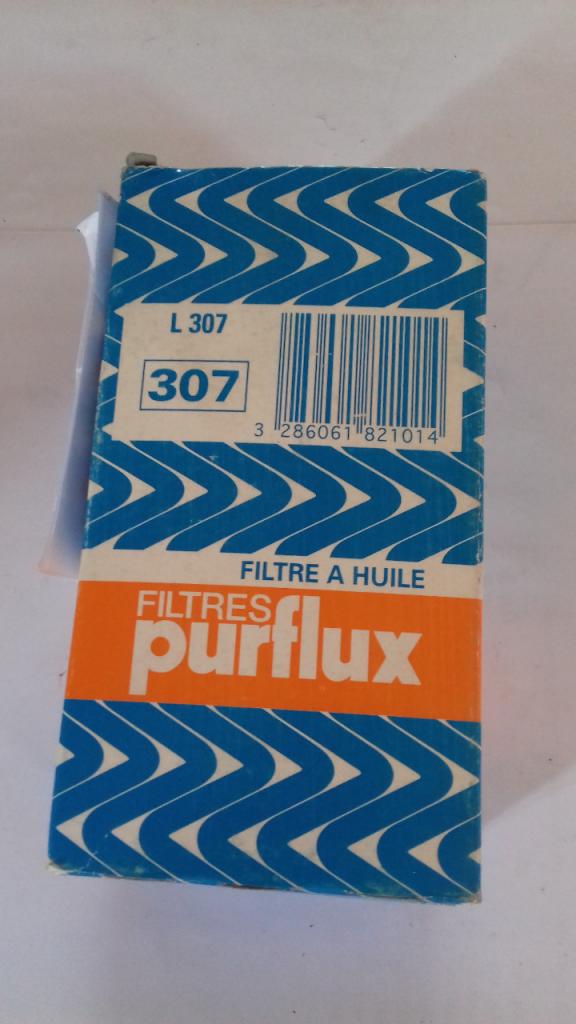 L 307
307
3 286061 821014
FILTRE A HUILE
FILTRES
purflux